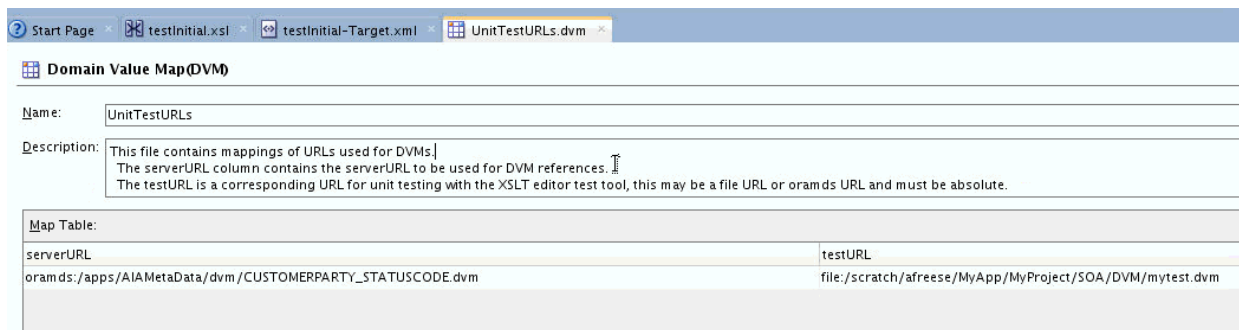 Start Page testInitial.xsl testInitial-Target.xml UnitTestURLs.dvm
Domain Value Map(DVM)
Name: UnitTestURLs
Description: This file contains mappings of URLs used for DVMs.
The serverURL column contains the serverURL to be used for DVM references.
The testURL is a corresponding URL for unit testing with the XSLT editor test tool, this may be a file URL or oramds URL and must be absolute.
Map Table:
serverURL testURL
oramds:/apps/AIAMetaData/dvm/CUSTOMERPARTY_STATUSCODE.dvm file:/scratch/afreese/MyApp/MyProject/SOA/DVM/mytest.dvm